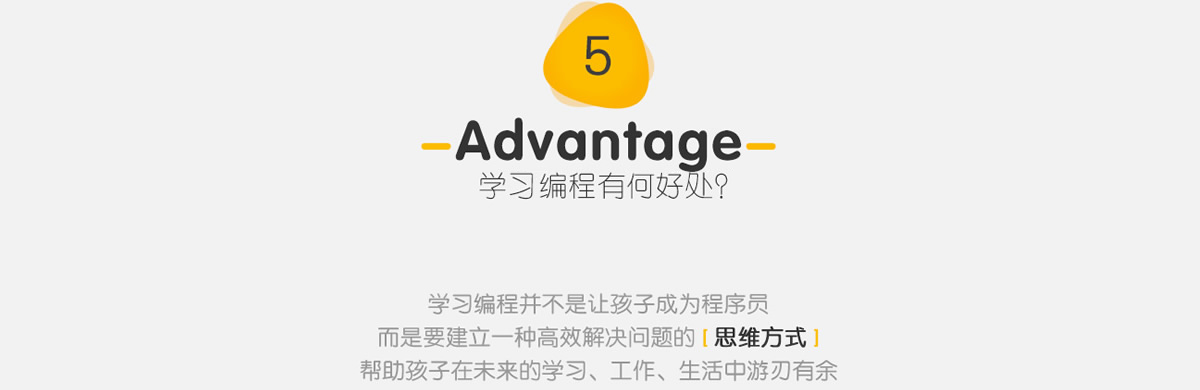 5
Advantage
学习编程有何好处？
学习编程并不是让孩子成为程序员
而是要建立一种高效解决问题的[思维方式]
帮助孩子在未来的学习、工作、生活中游刃有余